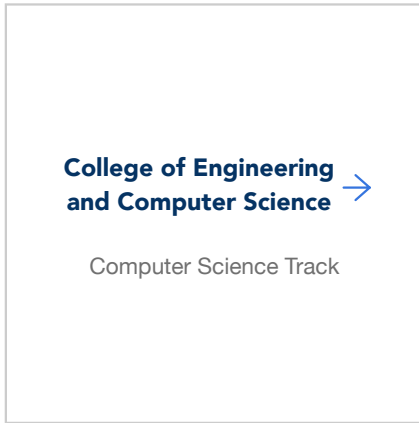 College of Engineering
and Computer Science
Computer Science Track